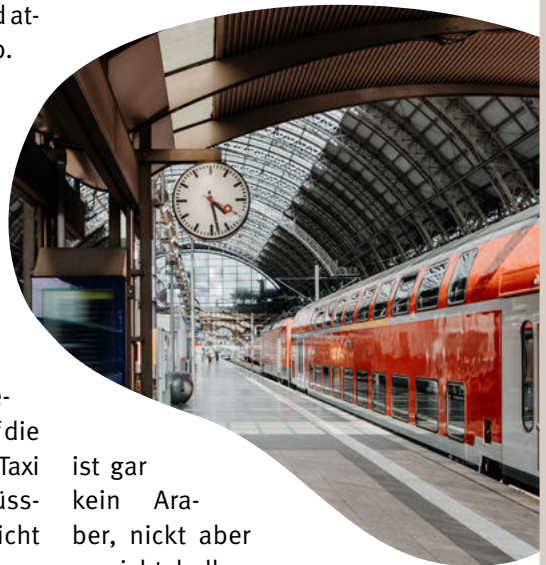 d at-
die
Taxi
üss-
icht
ist gar
kein Ara-
ber, nickt aber